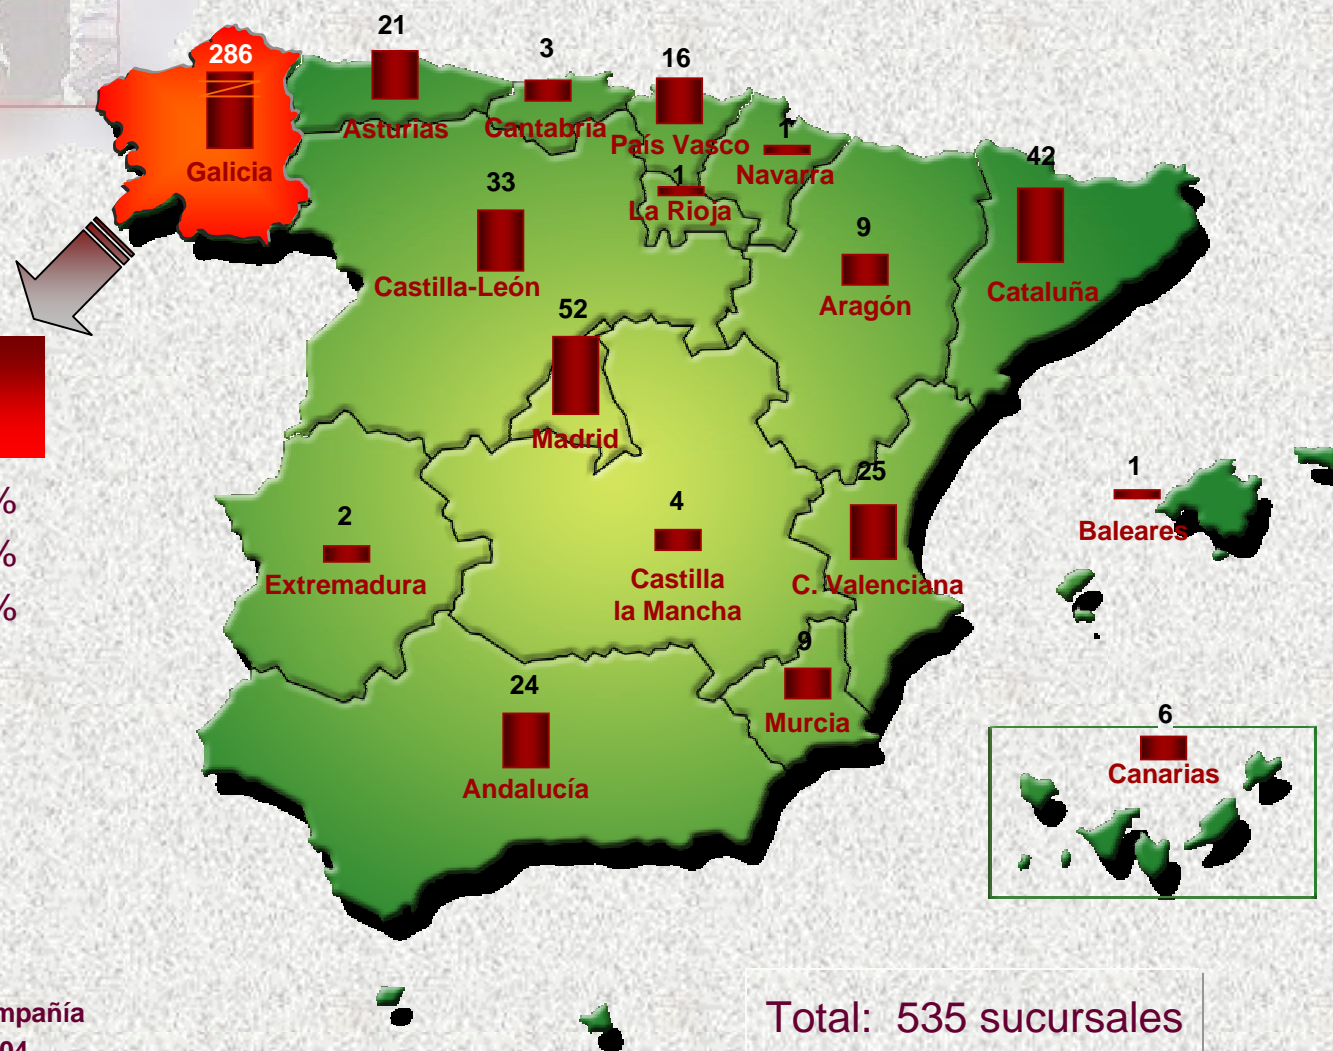 286
Galicia
21
Asturias
3
Cantabria
16
País Vasco
1
Navarra
1
La Rioja
42
Cataluña
33
Castilla-León
9
Aragón
52
Madrid
25
C. Valenciana
1
Baleares
2
Extremadura
4
Castilla
la Mancha
%
%
%
9
Murcia
24
Andalucía
6
Canarias
Total: 535 sucursales